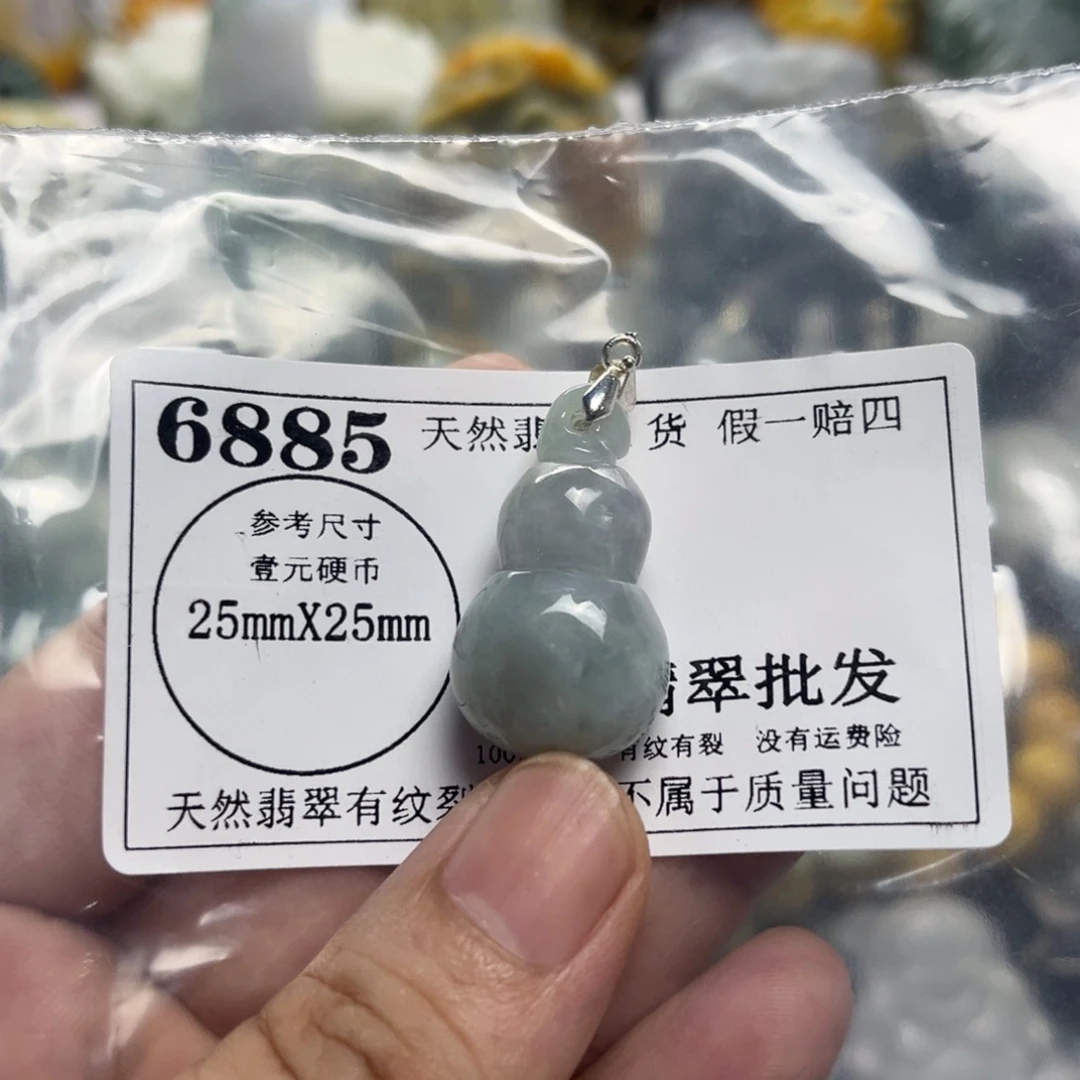 6885 天然翡 货 假一赔四
参考尺寸
壹元硬币
25mmX25mm
翠批发
100 有纹有裂 没有运费险
天然翡翠有纹裂 不属于质量问题